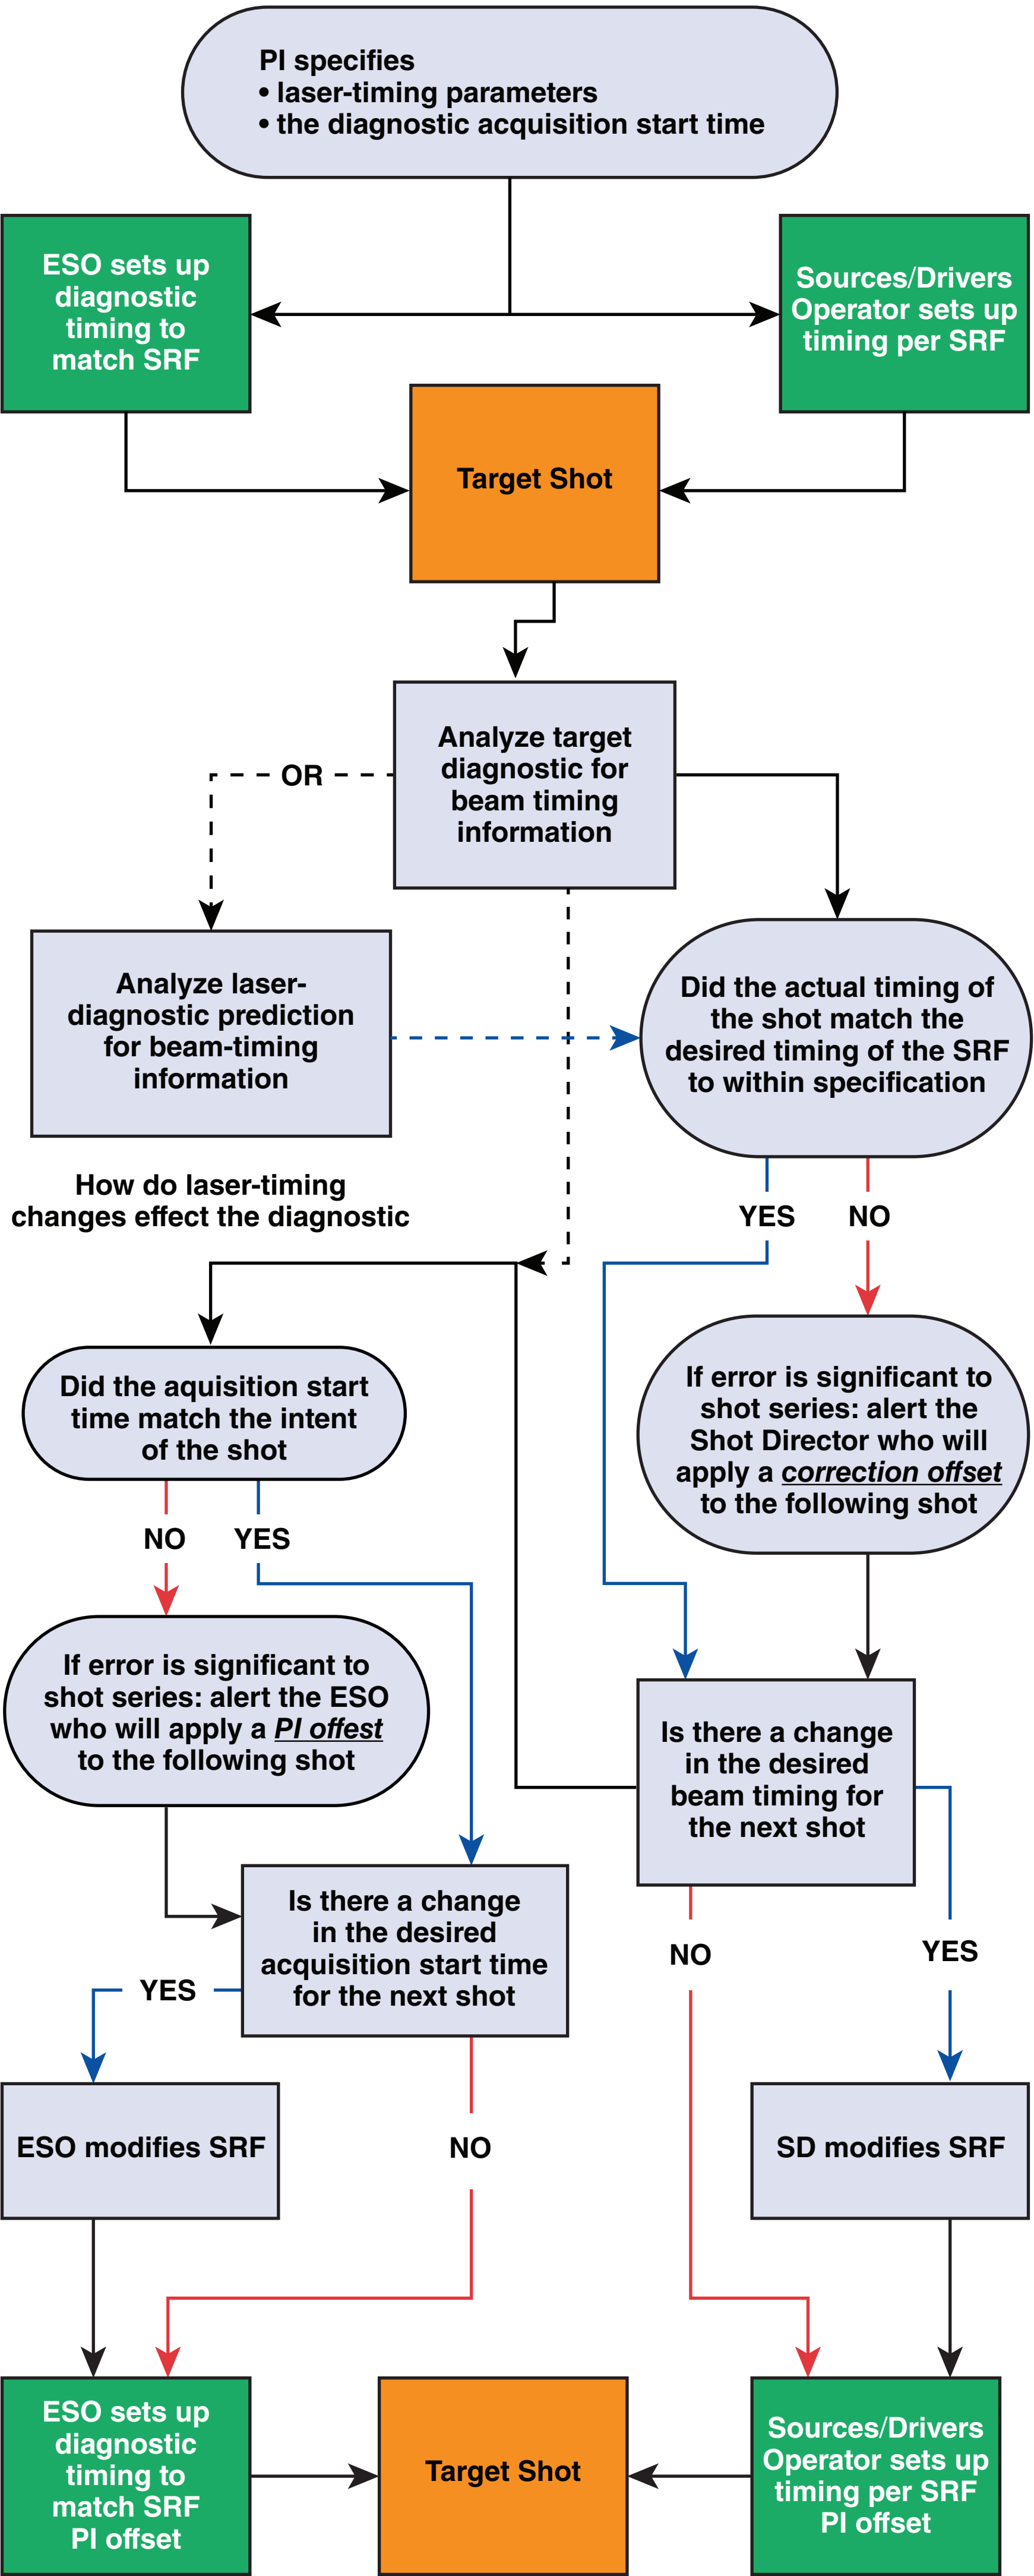 PI specifies
• laser-timing parameters
• the diagnostic acquisition start time
ESO sets up
diagnostic
timing to
match SRF
Sources/Drivers
Operator sets up
timing per SRF
Target Shot
Analyze target
diagnostic for
beam timing
information
OR
Analyze laser-
diagnostic prediction
for beam-timing
information
Did the actual timing of
the shot match the
desired timing of the SRF
to within specification
How do laser-timing
changes effect the diagnostic
YES
NO
Did the aquisition start
time match the intent
of the shot
If error is significant to
shot series: alert the
Shot Director who will
apply a correction offset
to the following shot
NO
YES
If error is significant to
shot series: alert the ESO
who will apply a PI offest
to the following shot
Is there a change
in the desired
beam timing for
the next shot
Is there a change
in the desired
acquisition start time
for the next shot
NO
YES
YES
ESO modifies SRF
NO
SD modifies SRF
ESO sets up
diagnostic
timing to
match SRF
PI offset
Target Shot
Sources/Drivers
Operator sets up
timing per SRF
PI offset